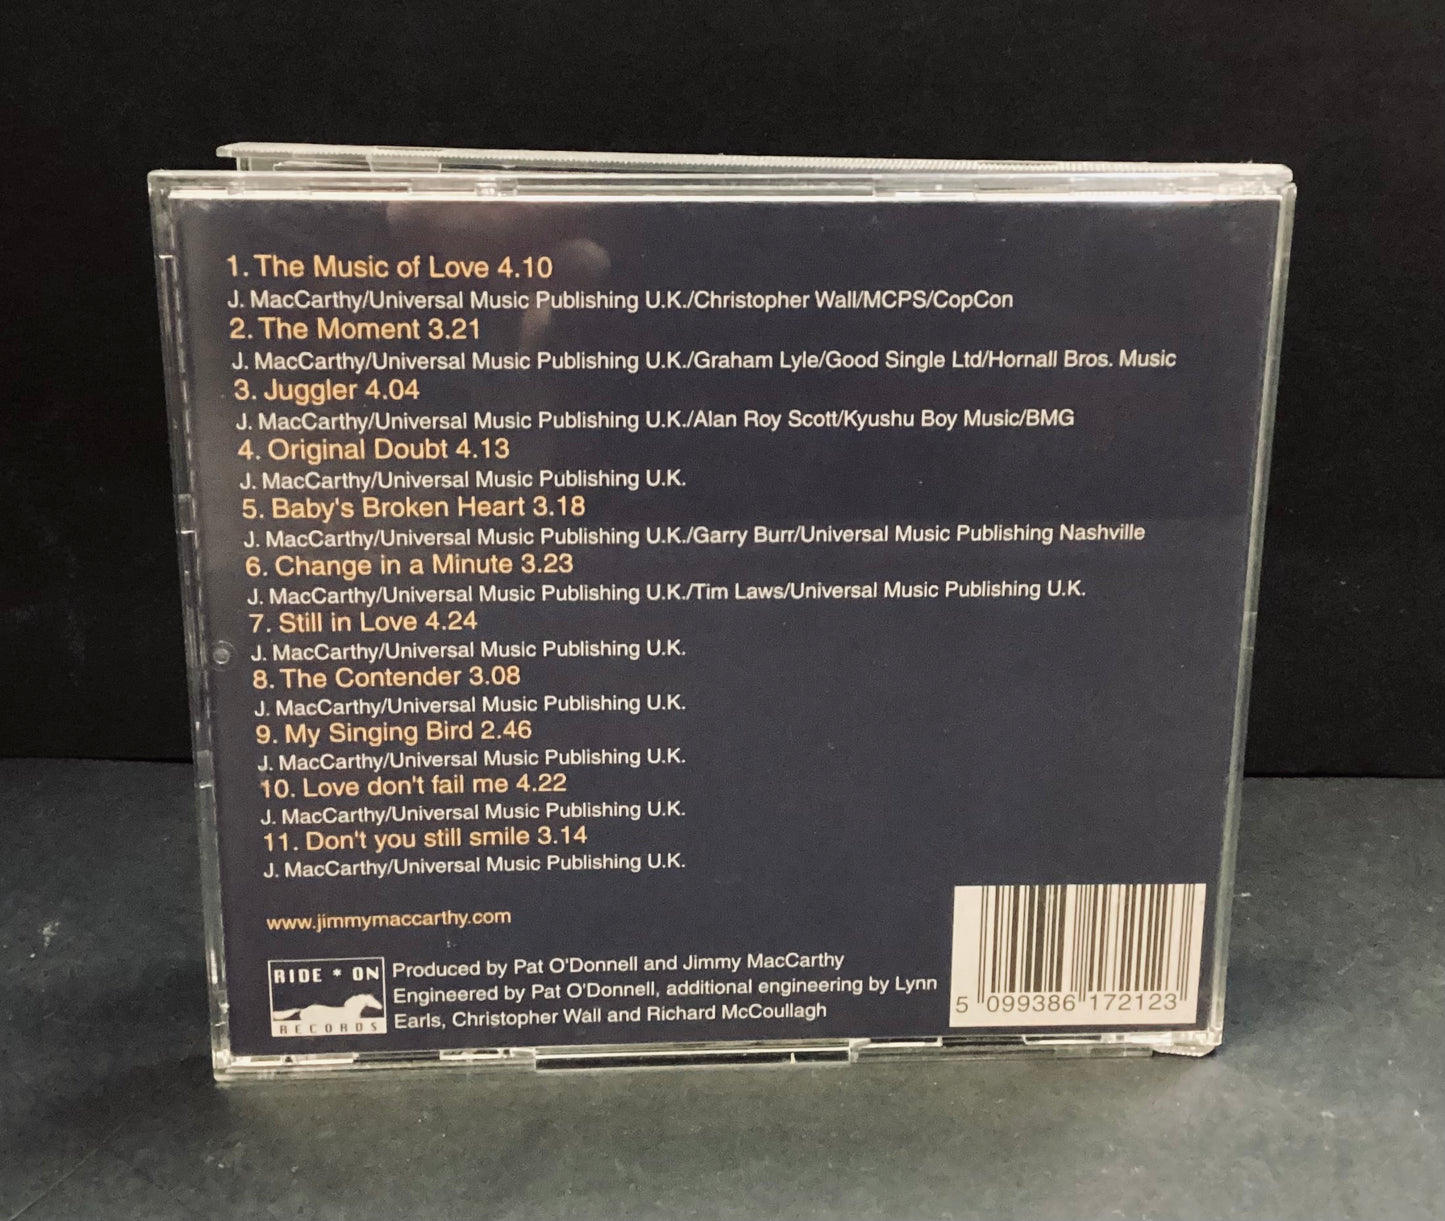 1. The Music of Love 4.10
J. MacCarthy/Universal Music Publishing U.K./Christopher Wall/MCPS/CopCon
2. The Moment 3.21
J. MacCarthy/Universal Music Publishing U.K./Graham Lyle/Good Single Ltd/Hornall Bros. Music
3. Juggler 4.04
J. MacCarthy/Universal Music Publishing U.K./Alan Roy Scott/Kyushu Boy Music/BMG
4. Original Doubt 4.13
J. MacCarthy/Universal Music Publishing U.K.
5. Baby's Broken Heart 3.18
J. MacCarthy/Universal Music Publishing U.K./Garry Burr/Universal Music Publishing Nashville
6. Change in a Minute 3.23
J. MacCarthy/Universal Music Publishing U.K./Tim Laws/Universal Music Publishing U.K.
7. Still in Love 4.24
J. MacCarthy/Universal Music Publishing U.K.
8. The Contender 3.08
J. MacCarthy/Universal Music Publishing U.K.
9. My Singing Bird 2.46
J. MacCarthy/Universal Music Publishing U.K.
10. Love don't fail me 4.22
J. MacCarthy/Universal Music Publishing U.K.
11. Don't you still smile 3.14
J. MacCarthy/Universal Music Publishing U.K.
www.jimmymaccarthy.com
RIDE * ON
RECORDS
Produced by Pat O'Donnell and Jimmy MacCarthy
Engineered by Pat O'Donnell, additional engineering by Lynn
Earls, Christopher Wall and Richard McCoullagh
5 099386 172123